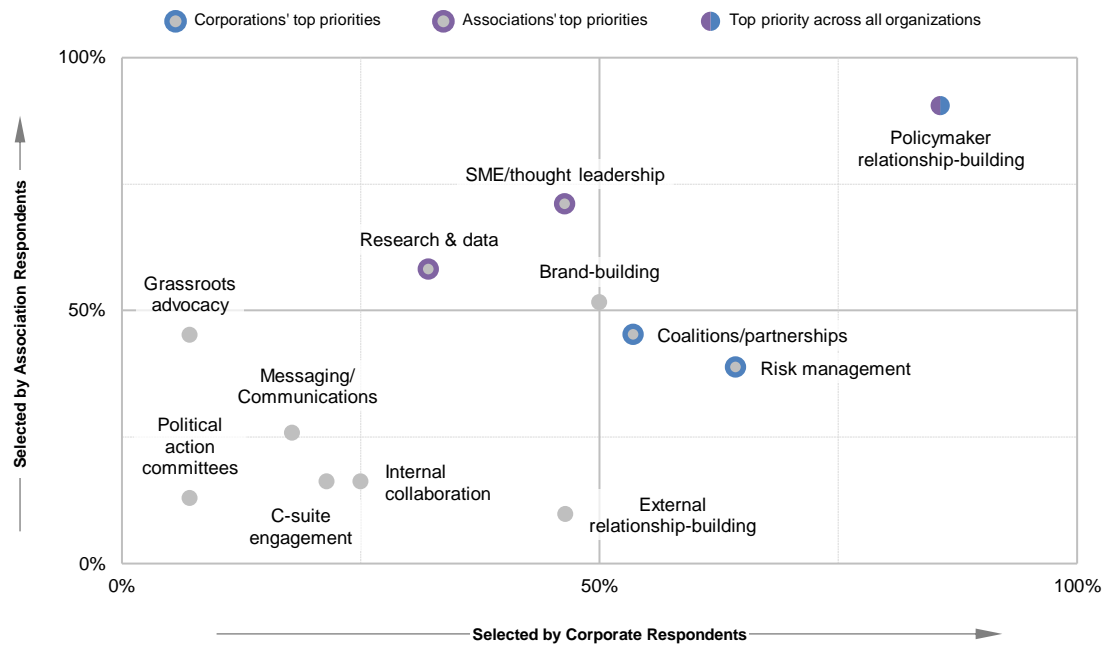 Corporations' top priorities
Associations' top priorities
Top priority across all organizations
100%
Selected by Association Respondents
Policymaker
relationship-building
SME/thought leadership
Research & data
Brand-building
Grassroots
advocacy
50%
Coalitions/partnerships
Risk management
Messaging/
Communications
Political
action
committees
Internal
collaboration
C-suite
engagement
External
relationship-building
0%
0%
50%
100%
Selected by Corporate Respondents